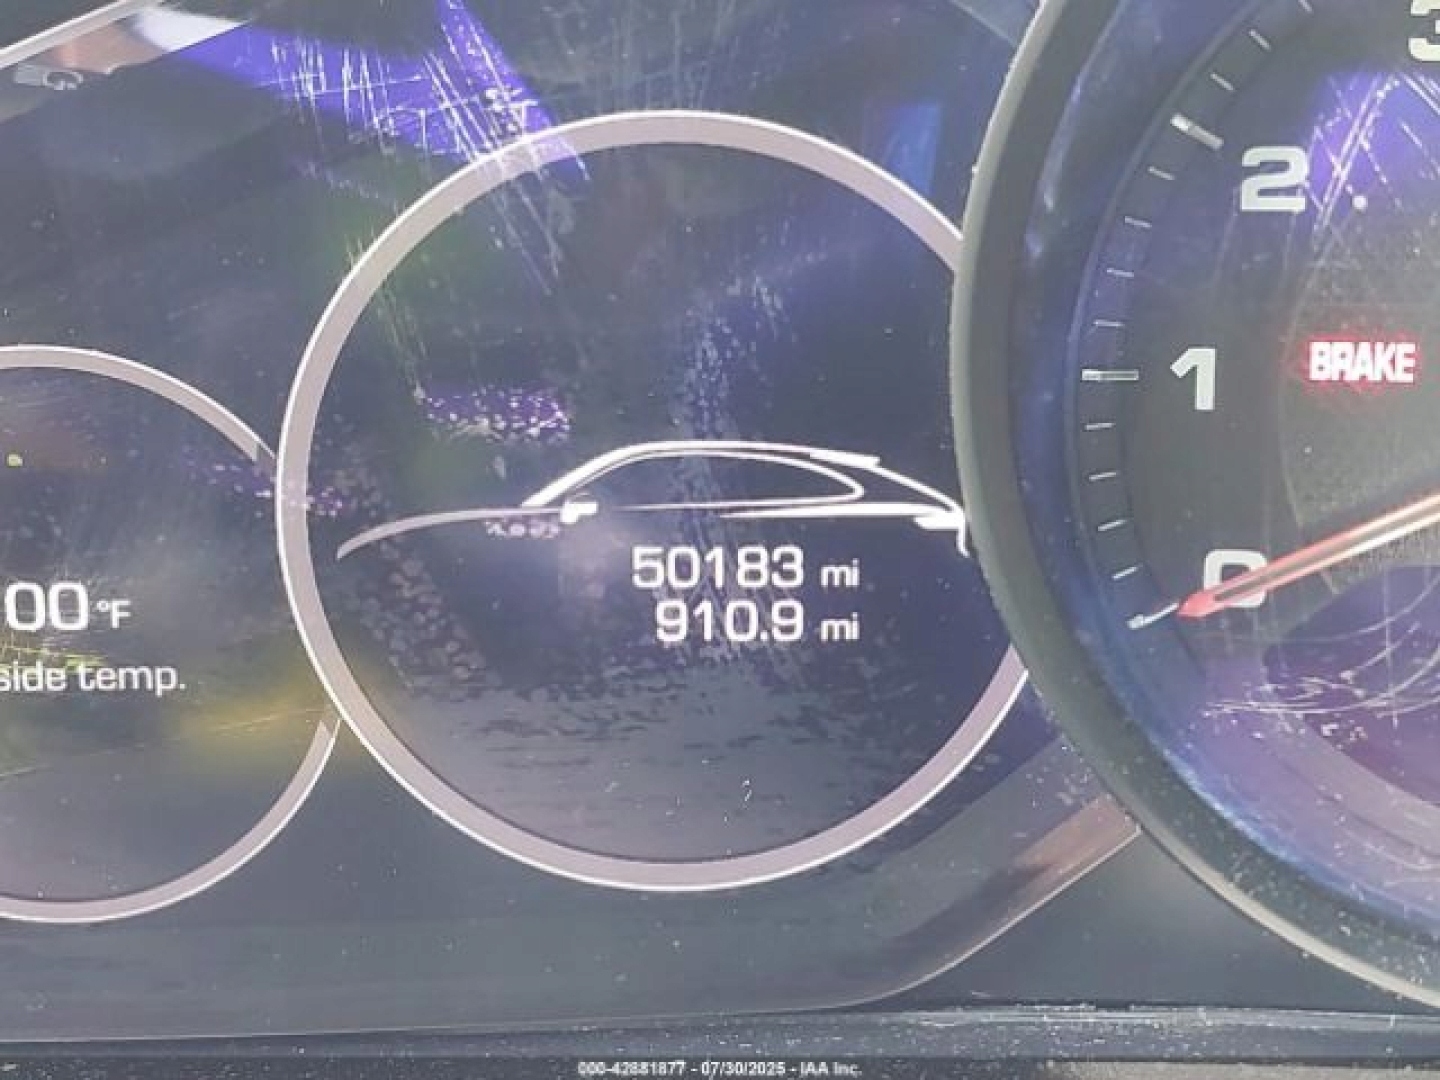 3
2
1
BRAKE
0
50183 mi
910.9 mi
00°F
side temp.
000-42881877 - 07/30/2025 - IAA Inc.